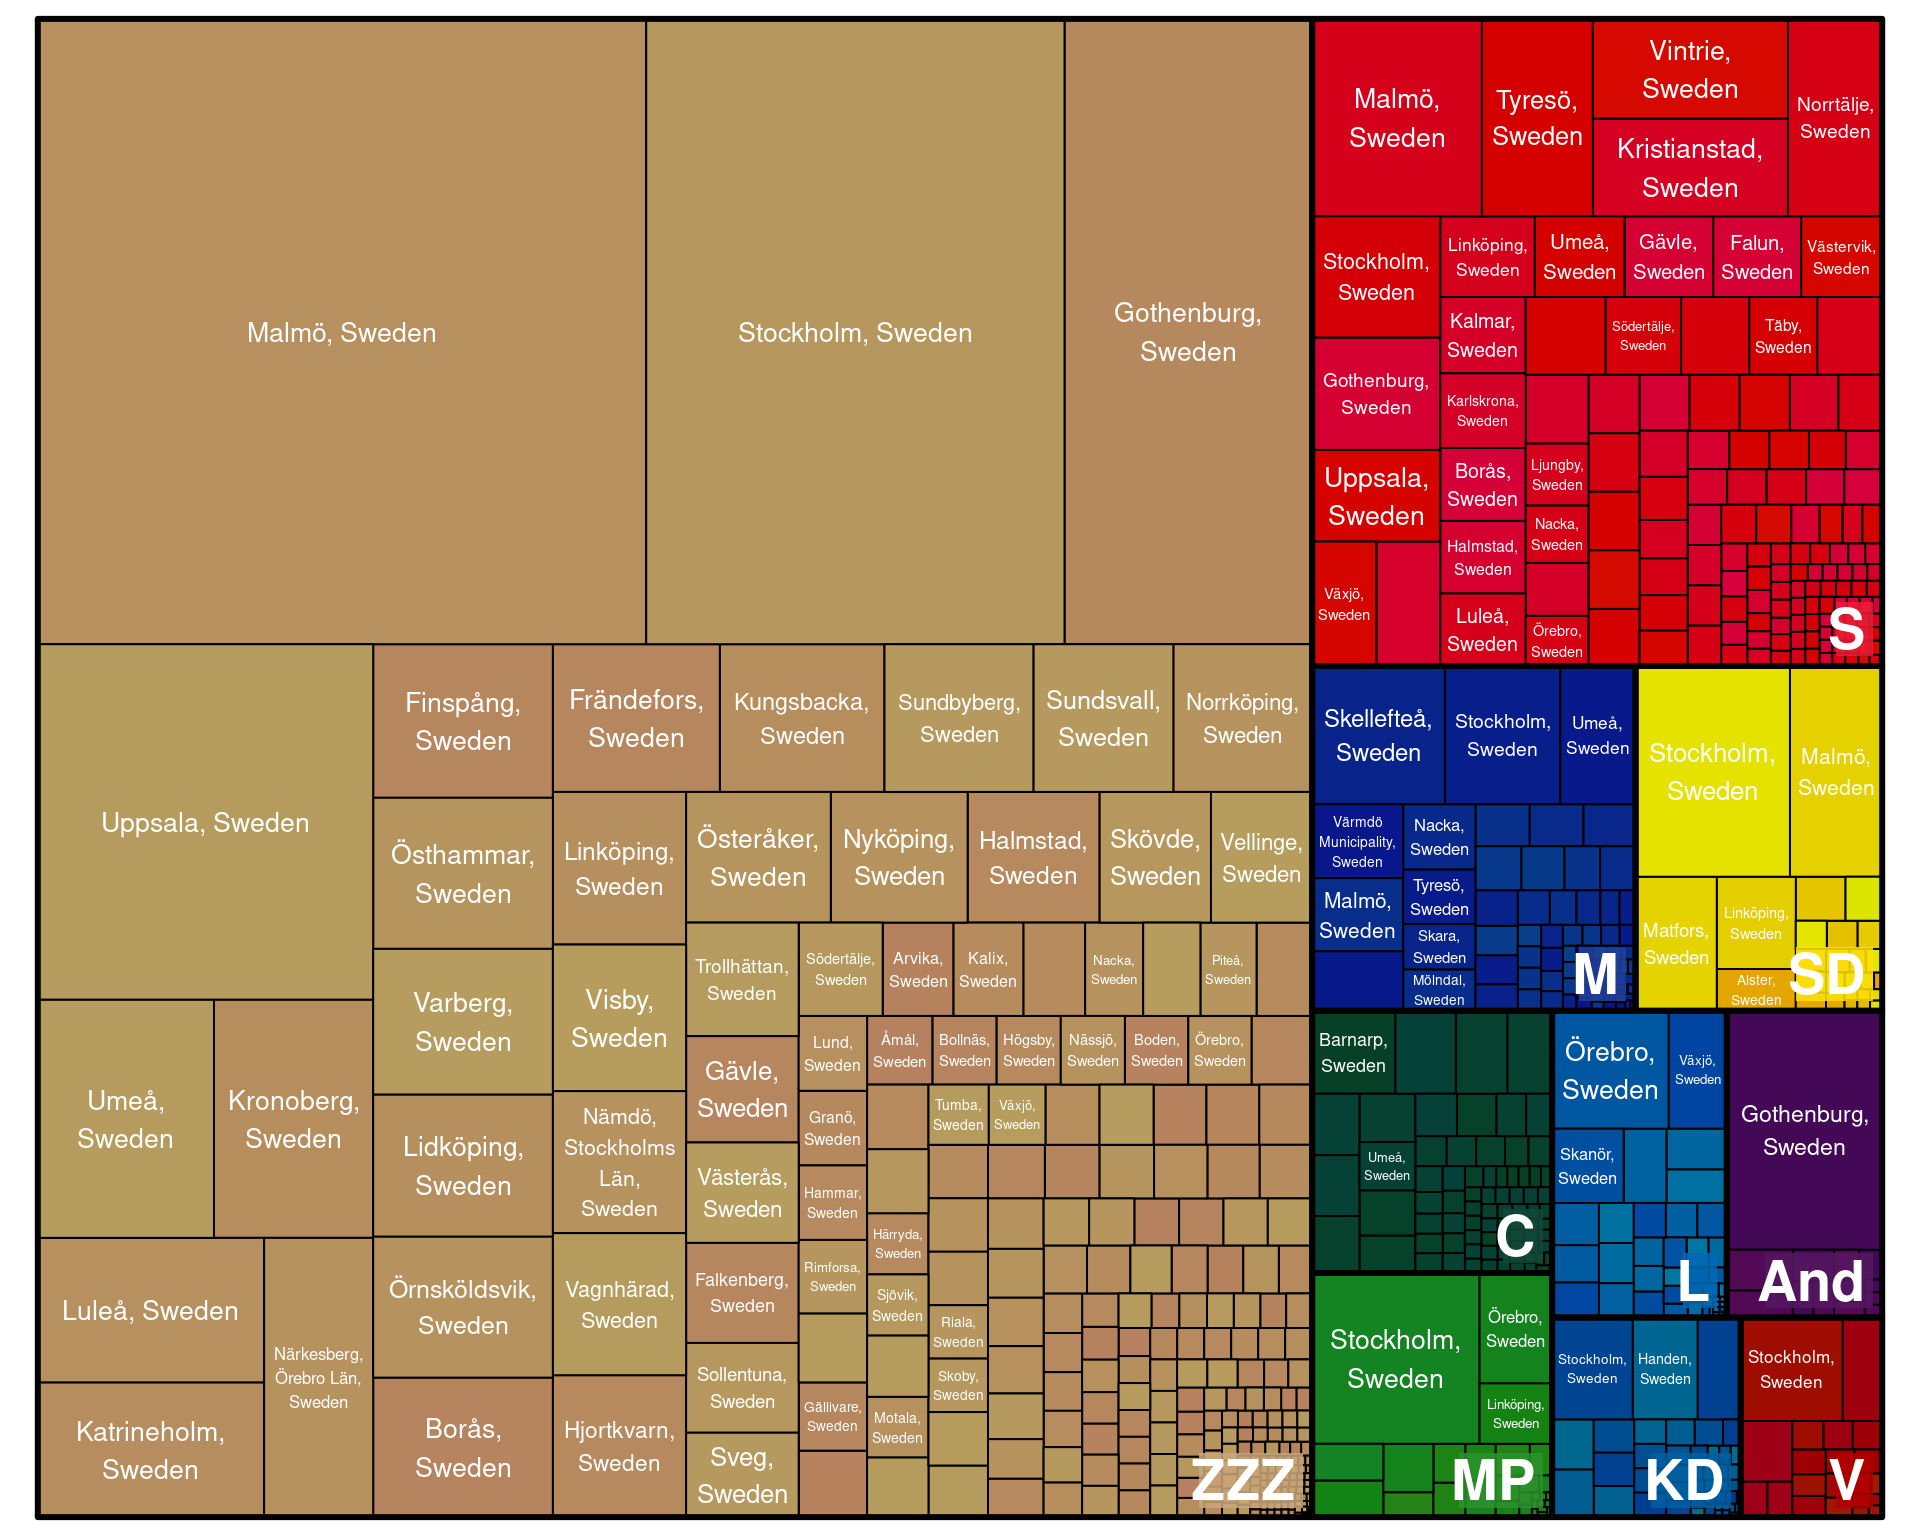 Malmö, Sweden
Stockholm, Sweden
Gothenburg,
Sweden
Uppsala, Sweden
Umeå,
Sweden
Kronoberg,
Sweden
Luleå, Sweden
Katrineholm,
Sweden
Närkesberg,
Örebro Län,
Sweden
Finspång,
Sweden
Östhammar,
Sweden
Varberg,
Sweden
Lidköping,
Sweden
Örnsköldsvik,
Sweden
Borås,
Sweden
Frändefors,
Sweden
Kungsbacka,
Sweden
Sundbyberg,
Sweden
Sundsvall,
Sweden
Norrköping,
Sweden
Linköping,
Sweden
Visby,
Sweden
Nämdö,
Stockholms
Län,
Sweden
Vagnhärad,
Sweden
Hjortkvarn,
Sweden
Österåker,
Sweden
Nyköping,
Sweden
Halmstad,
Sweden
Skövde,
Sweden
Vellinge,
Sweden
Trollhättan,
Sweden
Gävle,
Sweden
Västerås,
Sweden
Falkenberg,
Sweden
Sollentuna,
Sweden
Sveg,
Sweden
Södertälje,
Sweden
Arvika,
Sweden
Kalix,
Sweden
Nacka,
Sweden
Piteå,
Sweden
Lund,
Sweden
Granö,
Sweden
Hammar,
Sweden
Rimforsa,
Sweden
Gällivare,
Sweden
Åmål,
Sweden
Bollnäs,
Sweden
Högsby,
Sweden
Nässjö,
Sweden
Boden,
Sweden
Örebro,
Sweden
Härryda,
Sweden
Sjövik,
Sweden
Motala,
Sweden
Tumba,
Sweden
Växjö,
Sweden
Riala,
Sweden
Skoby,
Sweden
ZZZ
Malmö,
Sweden
Tyresö,
Sweden
Vintrie,
Sweden
Kristianstad,
Sweden
Norrtälje,
Sweden
Stockholm,
Sweden
Gothenburg,
Sweden
Uppsala,
Sweden
Växjö,
Sweden
Linköping,
Sweden
Umeå,
Sweden
Gävle,
Sweden
Falun,
Sweden
Västervik,
Sweden
Kalmar,
Sweden
Karlskrona,
Sweden
Borås,
Sweden
Halmstad,
Sweden
Luleå,
Sweden
Södertälje,
Sweden
Täby,
Sweden
Ljungby,
Sweden
Nacka,
Sweden
Örebro,
Sweden
S
Skellefteå,
Sweden
Stockholm,
Sweden
Umeå,
Sweden
Värmdö
Municipality,
Sweden
Malmö,
Sweden
Nacka,
Sweden
Tyresö,
Sweden
Skara,
Sweden
Mölndal,
Sweden
M
Stockholm,
Sweden
Malmö,
Sweden
Matfors,
Sweden
Linköping,
Sweden
Alster,
Sweden
SD
Barnarp,
Sweden
Umeå,
Sweden
C
Örebro,
Sweden
Växjö,
Sweden
Skanör,
Sweden
L
Gothenburg,
Sweden
And
Stockholm,
Sweden
Örebro,
Sweden
Linköping,
Sweden
MP
Stockholm,
Sweden
Handen,
Sweden
KD
Stockholm,
Sweden
V